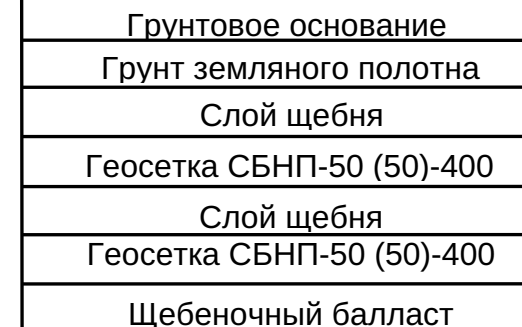 Грунтовое основание
Грунт земляного полотна
Слой щебня
Геосетка СБНП-50 (50)-400
Слой щебня
Геосетка СБНП-50 (50)-400
Щебеночный балласт